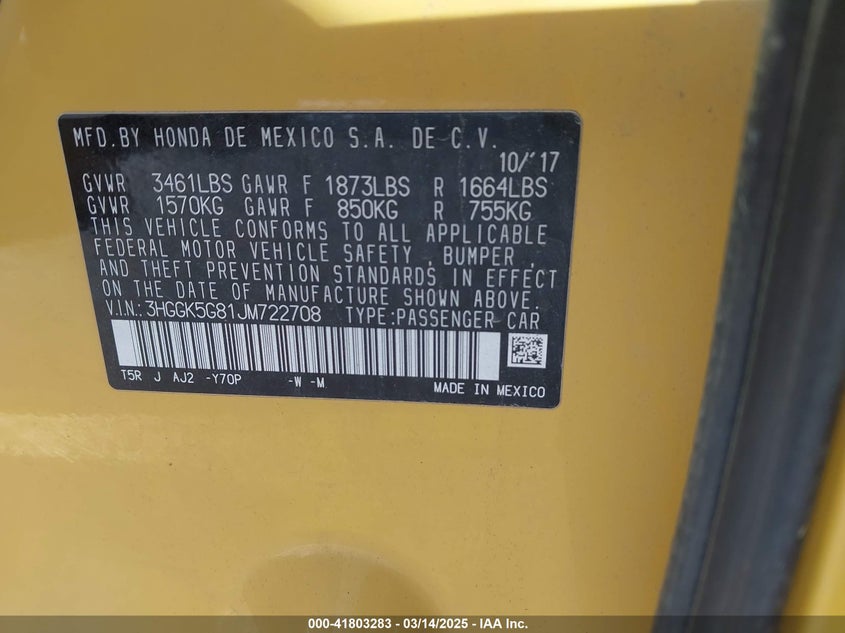 MFD.BY HONDA DE MEXICO S.A. DE C.V.
10/'17
GVWR 3461LBS GAWR F 1873LBS R 1664LBS
GVWR 1570KG GAWR F 850KG R 755KG
THIS VEHICLE CONFORMS TO ALL APPLICABLE
FEDERAL MOTOR VEHICLE SAFETY, BUMPER,
AND THEFT PREVENTION STANDARDS IN EFFECT
ON THE DATE OF MANUFACTURE SHOWN ABOVE.
V.I.N.: 3HGGK5G81JM722708 TYPE:PASSENGER CAR
T5R J AJ2 -Y70P -W -M MADE IN MEXICO
000-41803283 - 03/14/2025 - IAA Inc.